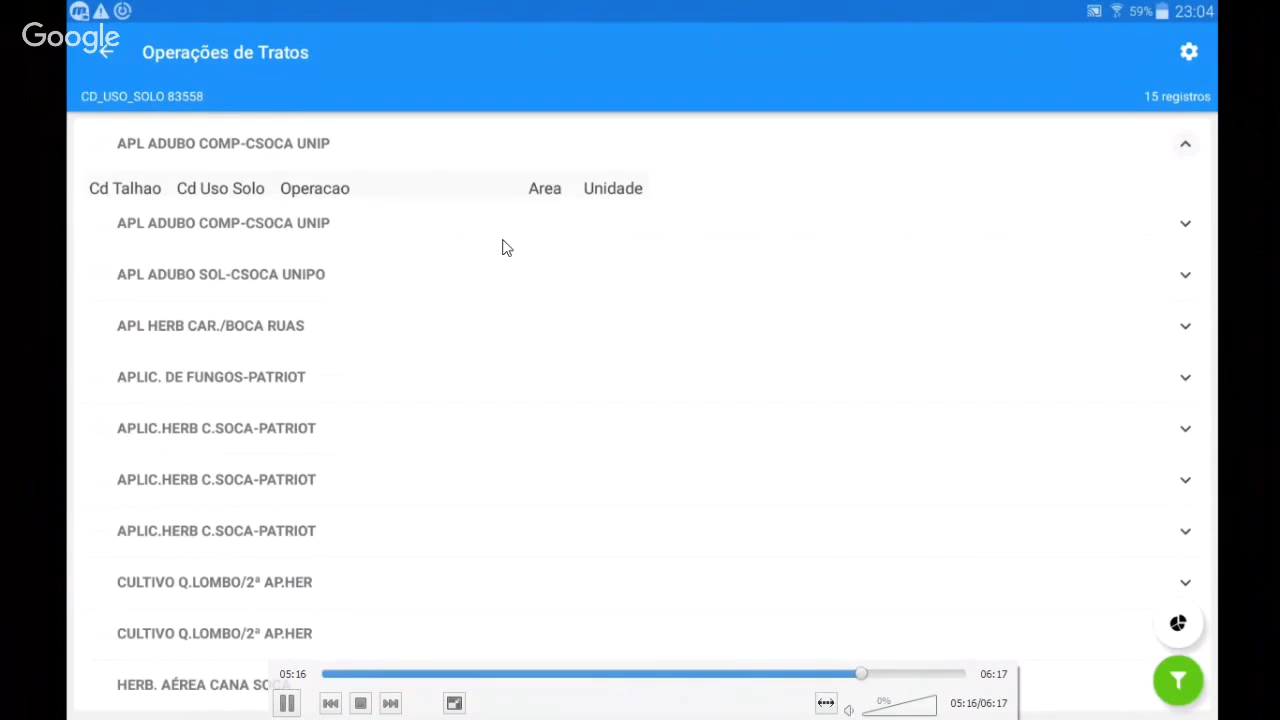 59% 23:04
Google
Operações de Tratos
CD_USO_SOLO 83558 15 registros
APL ADUBO COMP-CSOCA UNIP
Cd Talhao Cd Uso Solo Operacao Area Unidade
APL ADUBO COMP-CSOCA UNIP
APL ADUBO SOL-CSOCA UNIPO
APL HERB CAR./BOCA RUAS
APLIC. DE FUNGOS-PATRIOT
APLIC.HERB C.SOCA-PATRIOT
APLIC.HERB C.SOCA-PATRIOT
APLIC.HERB C.SOCA-PATRIOT
CULTIVO Q.LOMBO/2ª AP.HER
CULTIVO Q.LOMBO/2ª AP.HER
HERB. AÉREA CANA SOCA
05:16 06:17
0% 05:16/06:17